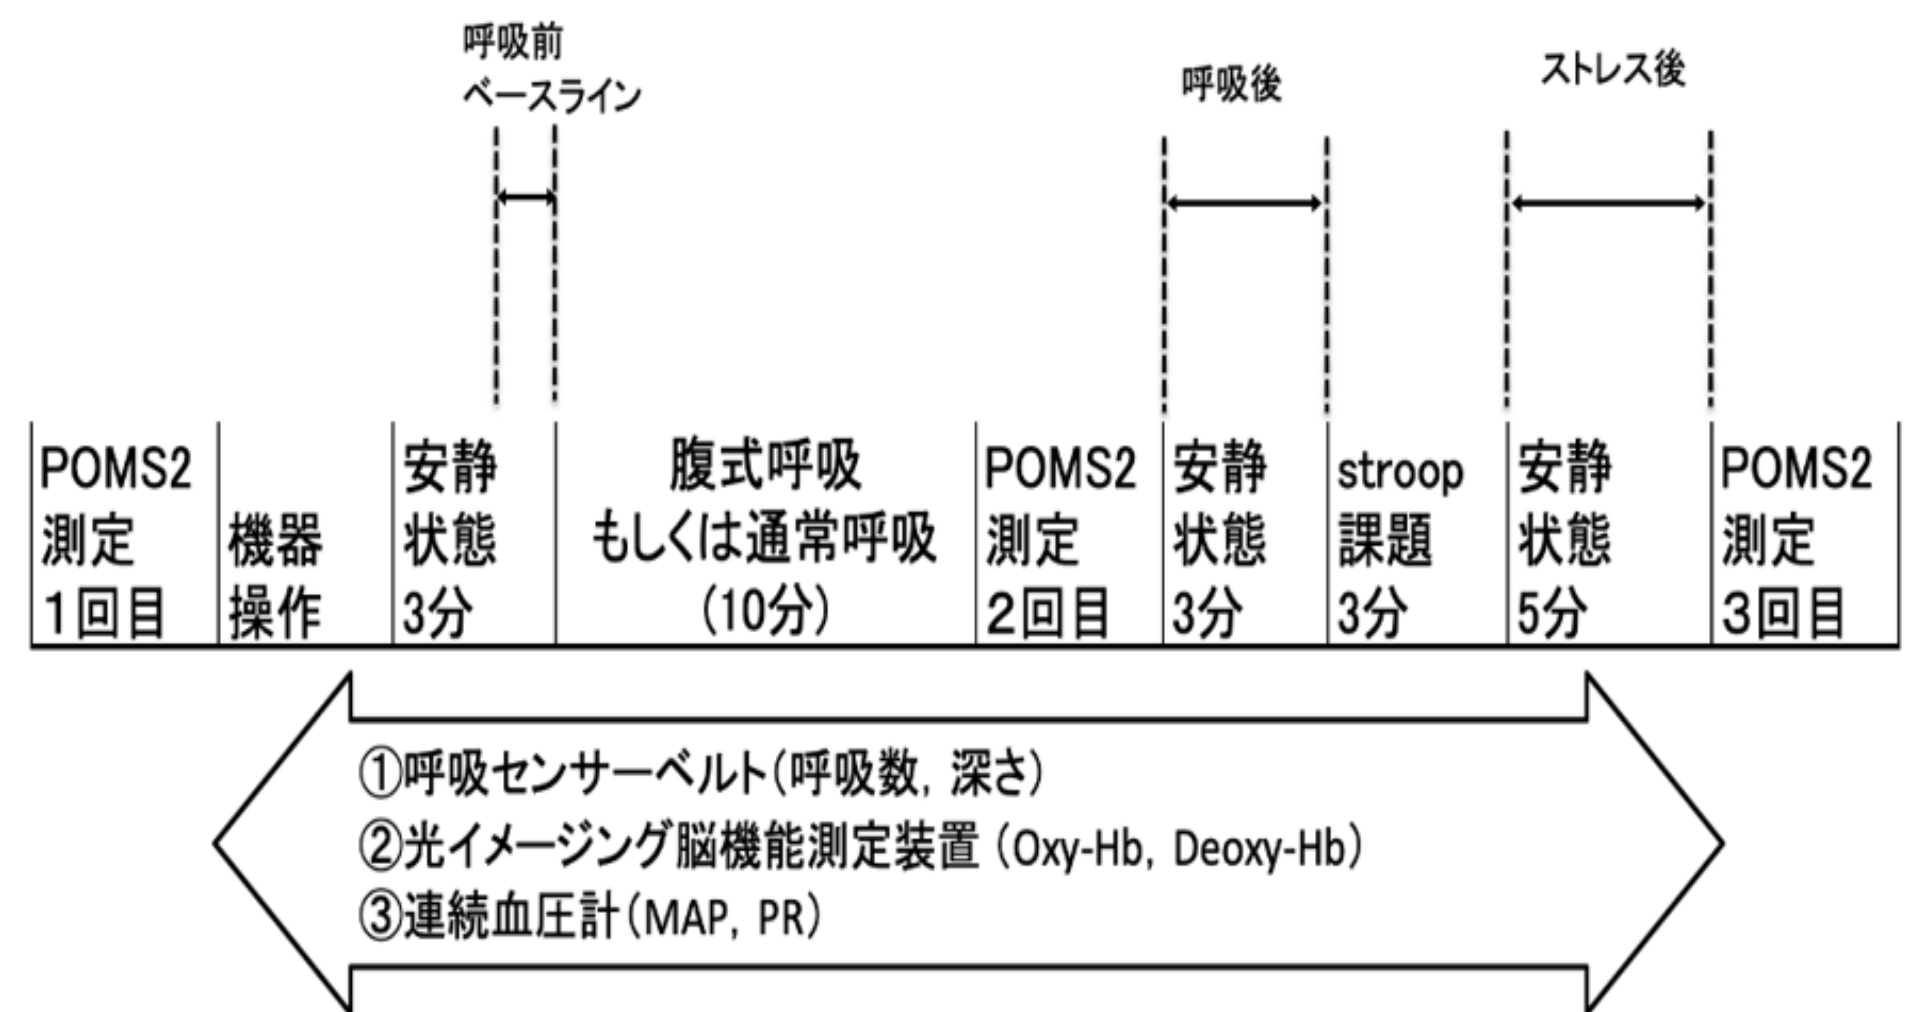 呼吸前
ベースライン
呼吸後
ストレス後
POMS2
測定
1回目
機器
操作
安静
状態
3分
腹式呼吸
もしくは通常呼吸
(10分)
POMS2
測定
2回目
安静
状態
3分
stroop
課題
3分
安静
状態
5分
POMS2
測定
3回目
①呼吸センサーベルト(呼吸数, 深さ)
②光イメージング脳機能測定装置 (Oxy-Hb, Deoxy-Hb)
③連続血圧計(MAP, PR)